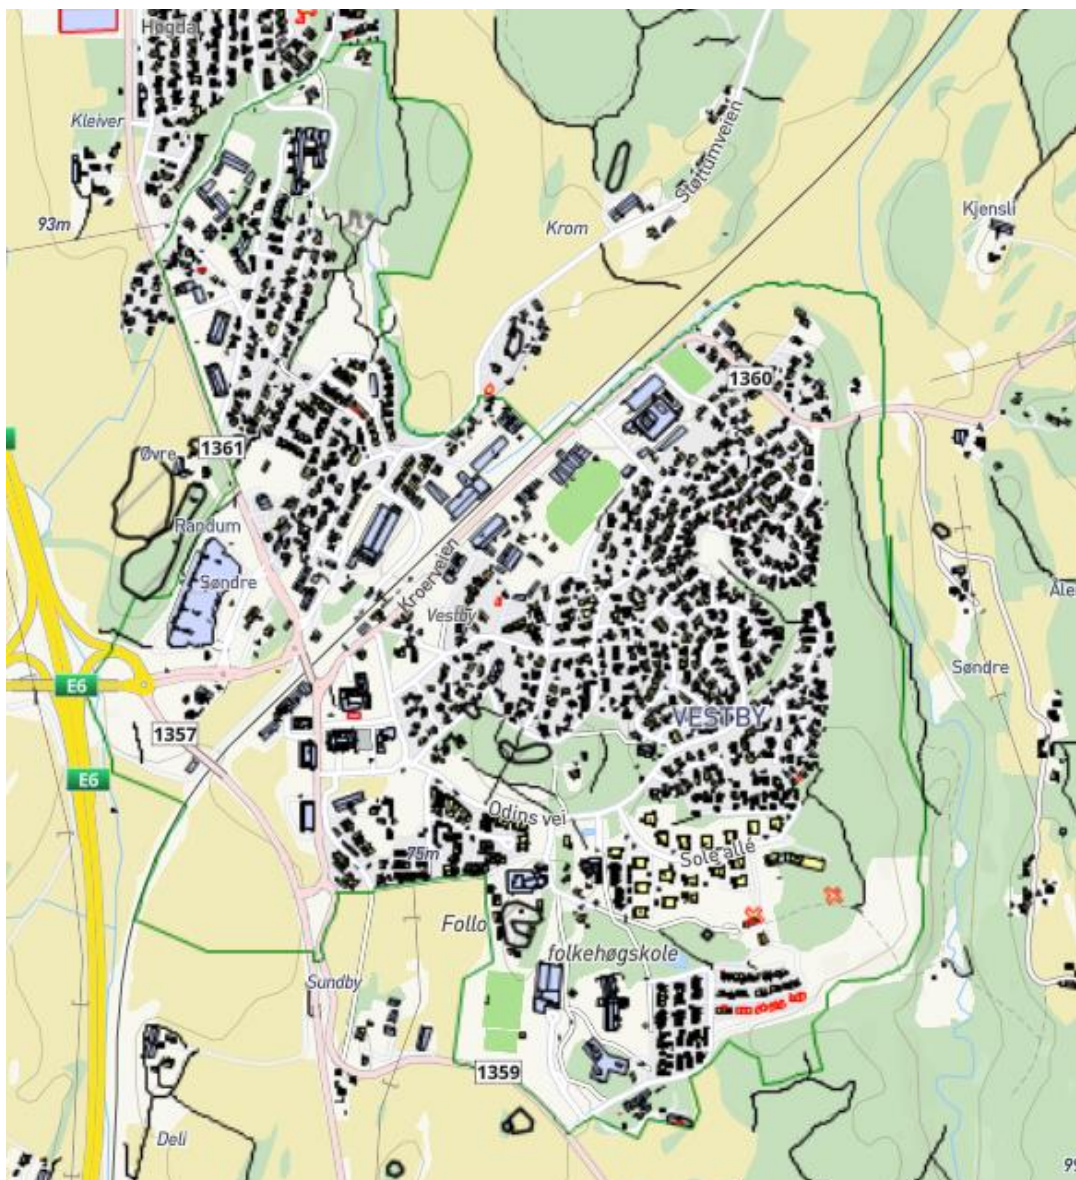 Høgda
Kleiver
93m
Støttumveien
Krom
Kjensli
1360
1361
Øvre
Randum
Søndre
Kroerveien
Vestby
E6
Søndre
1357
VESTBY
E6
Odins vei
75m
Sole allé
Follo
folkehøgskole
Sundby
1359
Deli